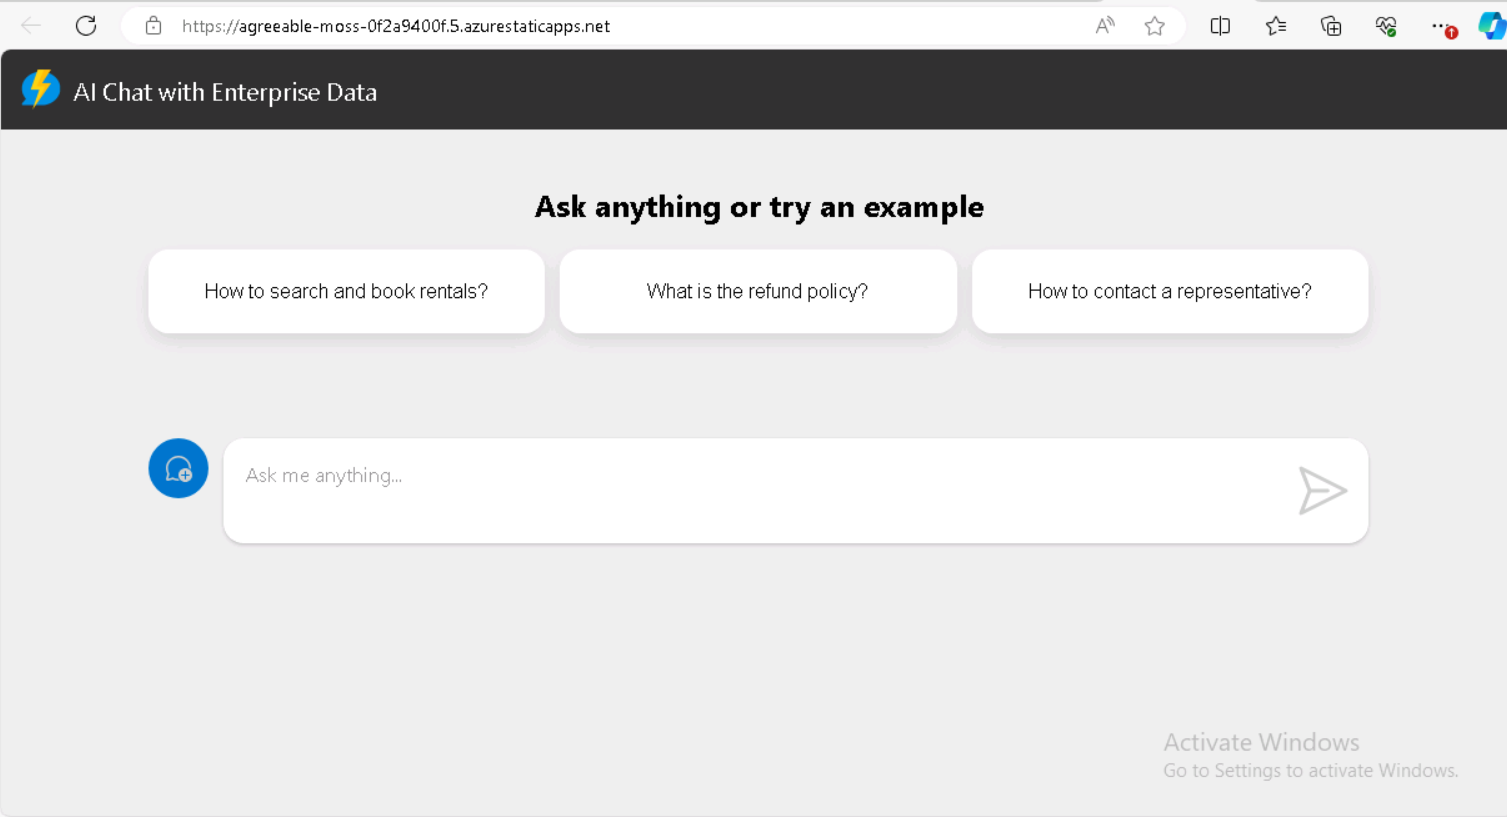 https://agreeable-moss-0f2a9400f.5.azurestaticapps.net
AI Chat with Enterprise Data
Ask anything or try an example
How to search and book rentals?
What is the refund policy?
How to contact a representative?
Ask me anything...
Activate Windows
Go to Settings to activate Windows.